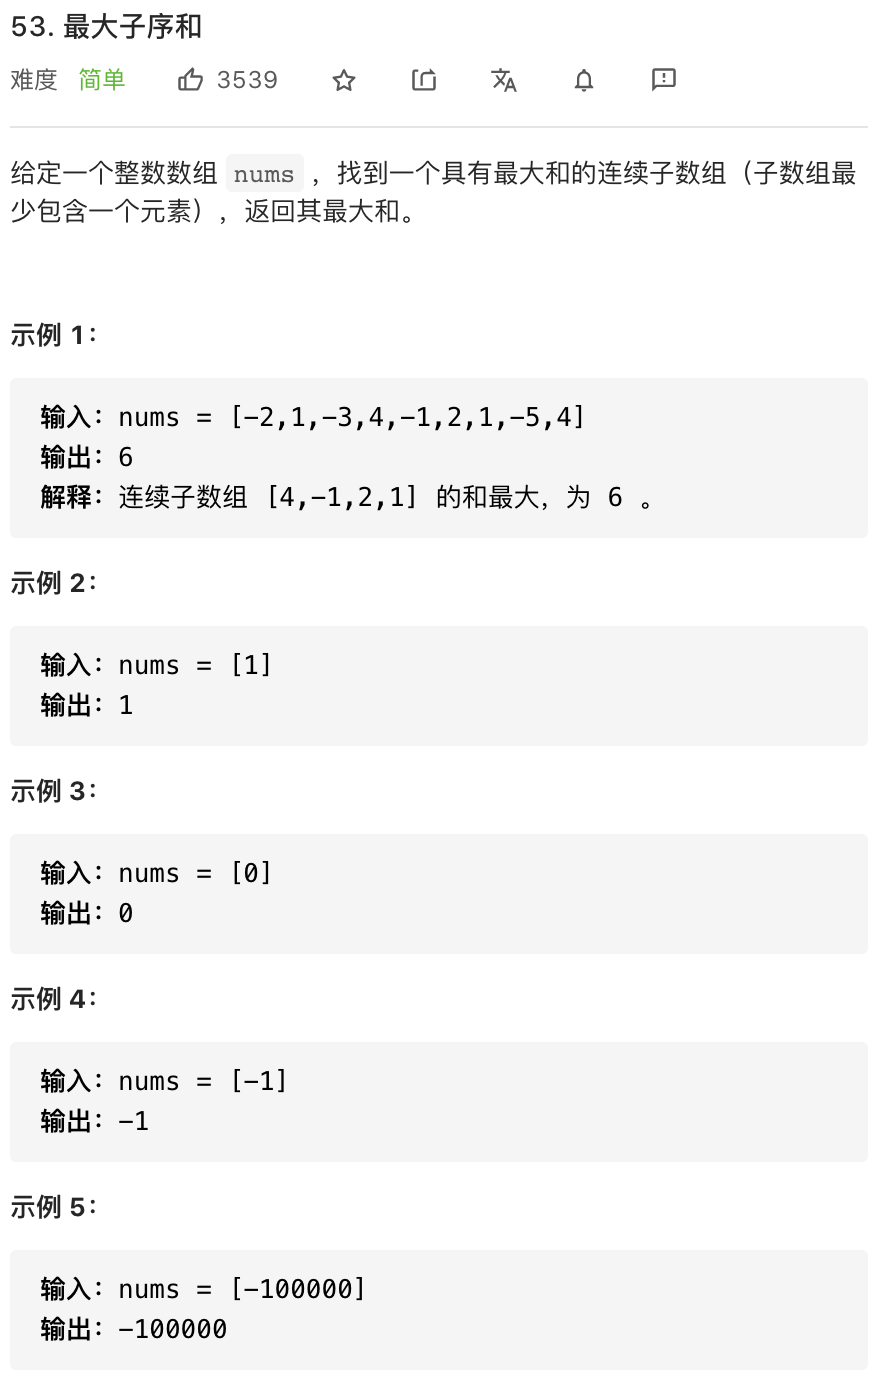 53. 最大子序和
难度 简单 3539
给定一个整数数组 nums ，找到一个具有最大和的连续子数组（子数组最
少包含一个元素），返回其最大和。
示例 1：
输入：nums = [-2,1,-3,4,-1,2,1,-5,4]
输出：6
解释：连续子数组 [4,-1,2,1] 的和最大，为 6 。
示例 2：
输入：nums = [1]
输出：1
示例 3：
输入：nums = [0]
输出：0
示例 4：
输入：nums = [-1]
输出：-1
示例 5：
输入：nums = [-100000]
输出：-100000